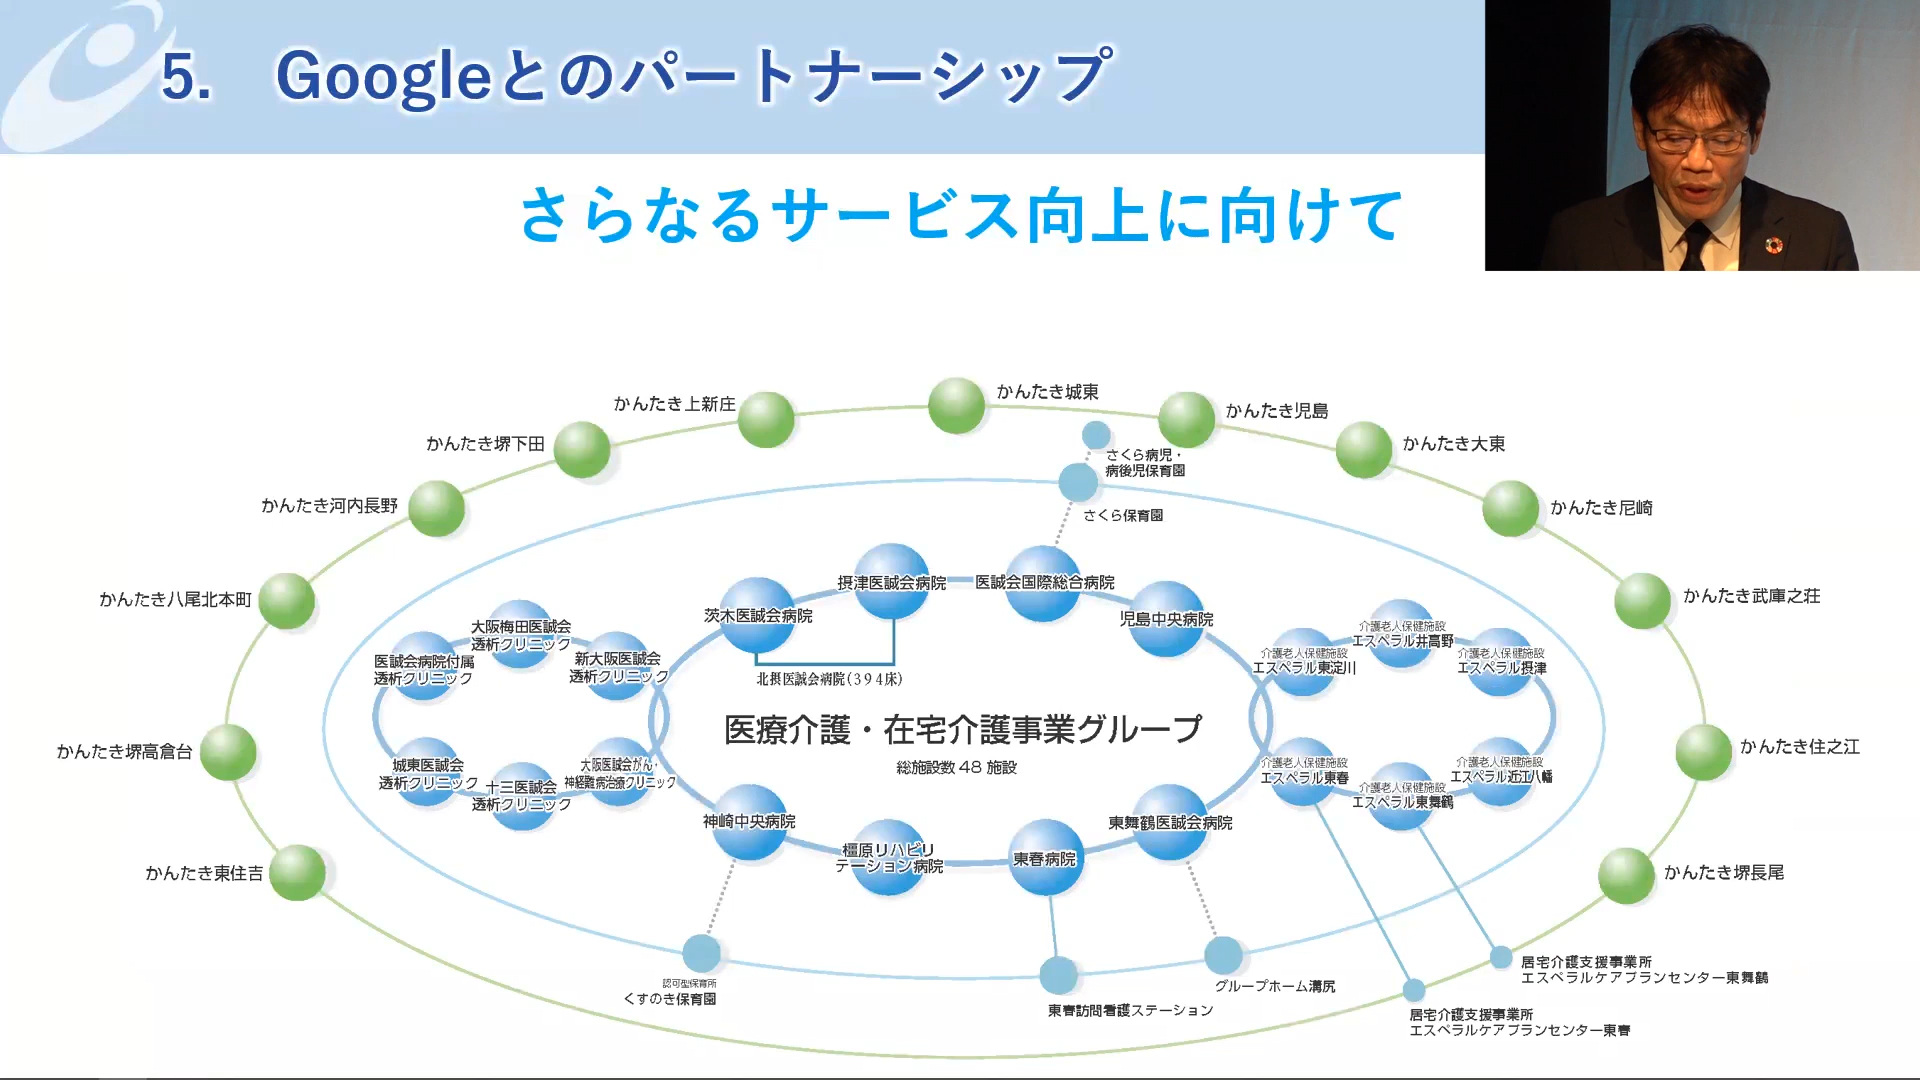 5. Googleとのパートナーシップ
さらなるサービス向上に向けて
かんたき城東
かんたき上新庄
かんたき児島
かんたき堺下田
かんたき大東
さくら病児・
病後児保育園
かんたき河内長野
かんたき尼崎
さくら保育園
かんたき八尾北本町
かんたき武庫之荘
摂津医誠会病院
医誠会国際総合病院
茨木医誠会病院
児島中央病院
北摂医誠会病院(394床)
大阪梅田医誠会
透析クリニック
医誠会病院付属
透析クリニック
新大阪医誠会
透析クリニック
介護老人保健施設
エスペラル井高野
介護老人保健施設
エスペラル東淀川
介護老人保健施設
エスペラル摂津
医療介護・在宅介護事業グループ
総施設数 48 施設
かんたき堺高倉台
かんたき住之江
城東医誠会
透析クリニック
十三医誠会
透析クリニック
大阪医誠会がん・
神経難病治療クリニック
介護老人保健施設
エスペラル東春
介護老人保健施設
エスペラル東舞鶴
介護老人保健施設
エスペラル近江八幡
神崎中央病院
橿原リハビリ
テーション病院
東春病院
東舞鶴医誠会病院
かんたき東住吉
かんたき堺長尾
認可型保育所
くすのき保育園
東春訪問看護ステーション
グループホーム溝尻
居宅介護支援事業所
エスペラルケアプランセンター東舞鶴
居宅介護支援事業所
エスペラルケアプランセンター東春